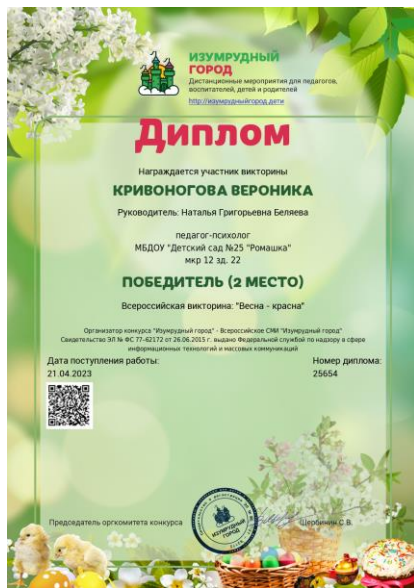 ИЗУМРУДНЫЙ
ГОРОД
Дистанционные мероприятия для педагогов,
воспитателей, детей и родителей
http://изумрудныйгород.дети
Диплом
Награждается участник викторины
КРИВОНОГОВА ВЕРОНИКА
Руководитель: Наталья Григорьевна Беляева
педагог-психолог
МБДОУ "Детский сад №25 "Ромашка"
мкр 12 зд. 22
ПОБЕДИТЕЛЬ (2 МЕСТО)
Всероссийская викторина: "Весна - красна"
Организатор конкурса "Изумрудный город" - Всероссийское СМИ "Изумрудный город"
Свидетельство ЭЛ № ФС 77-62172 от 26.06.2015 г. выдано Федеральной службой по надзору в сфере
информационных технологий и массовых коммуникаций
Дата поступления работы:
21.04.2023
Номер диплома:
25654
Председатель оргкомитета конкурса
ИЗУМРУДНЫЙ
ГОРОД
Щербинин С.В.